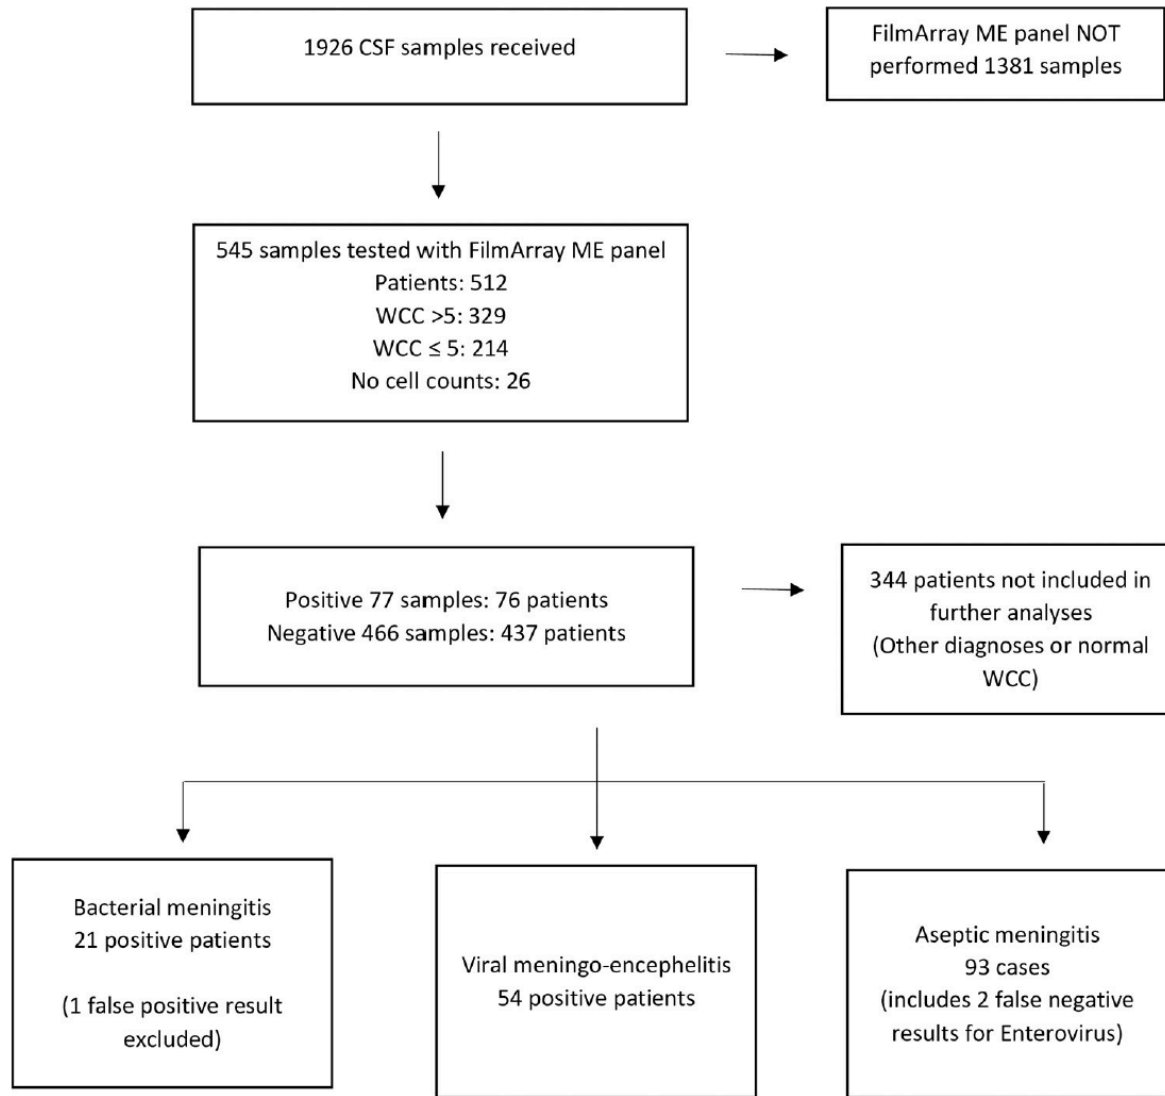 1926 CSF samples received
FilmArray ME panel NOT
performed 1381 samples
545 samples tested with FilmArray ME panel
Patients: 512
WCC >5: 329
WCC ≤ 5: 214
No cell counts: 26
Positive 77 samples: 76 patients
Negative 466 samples: 437 patients
344 patients not included in
further analyses
(Other diagnoses or normal
WCC)
Bacterial meningitis
21 positive patients
(1 false positive result
excluded)
Viral meningo-encephelitis
54 positive patients
Aseptic meningitis
93 cases
(includes 2 false negative
results for Enterovirus)